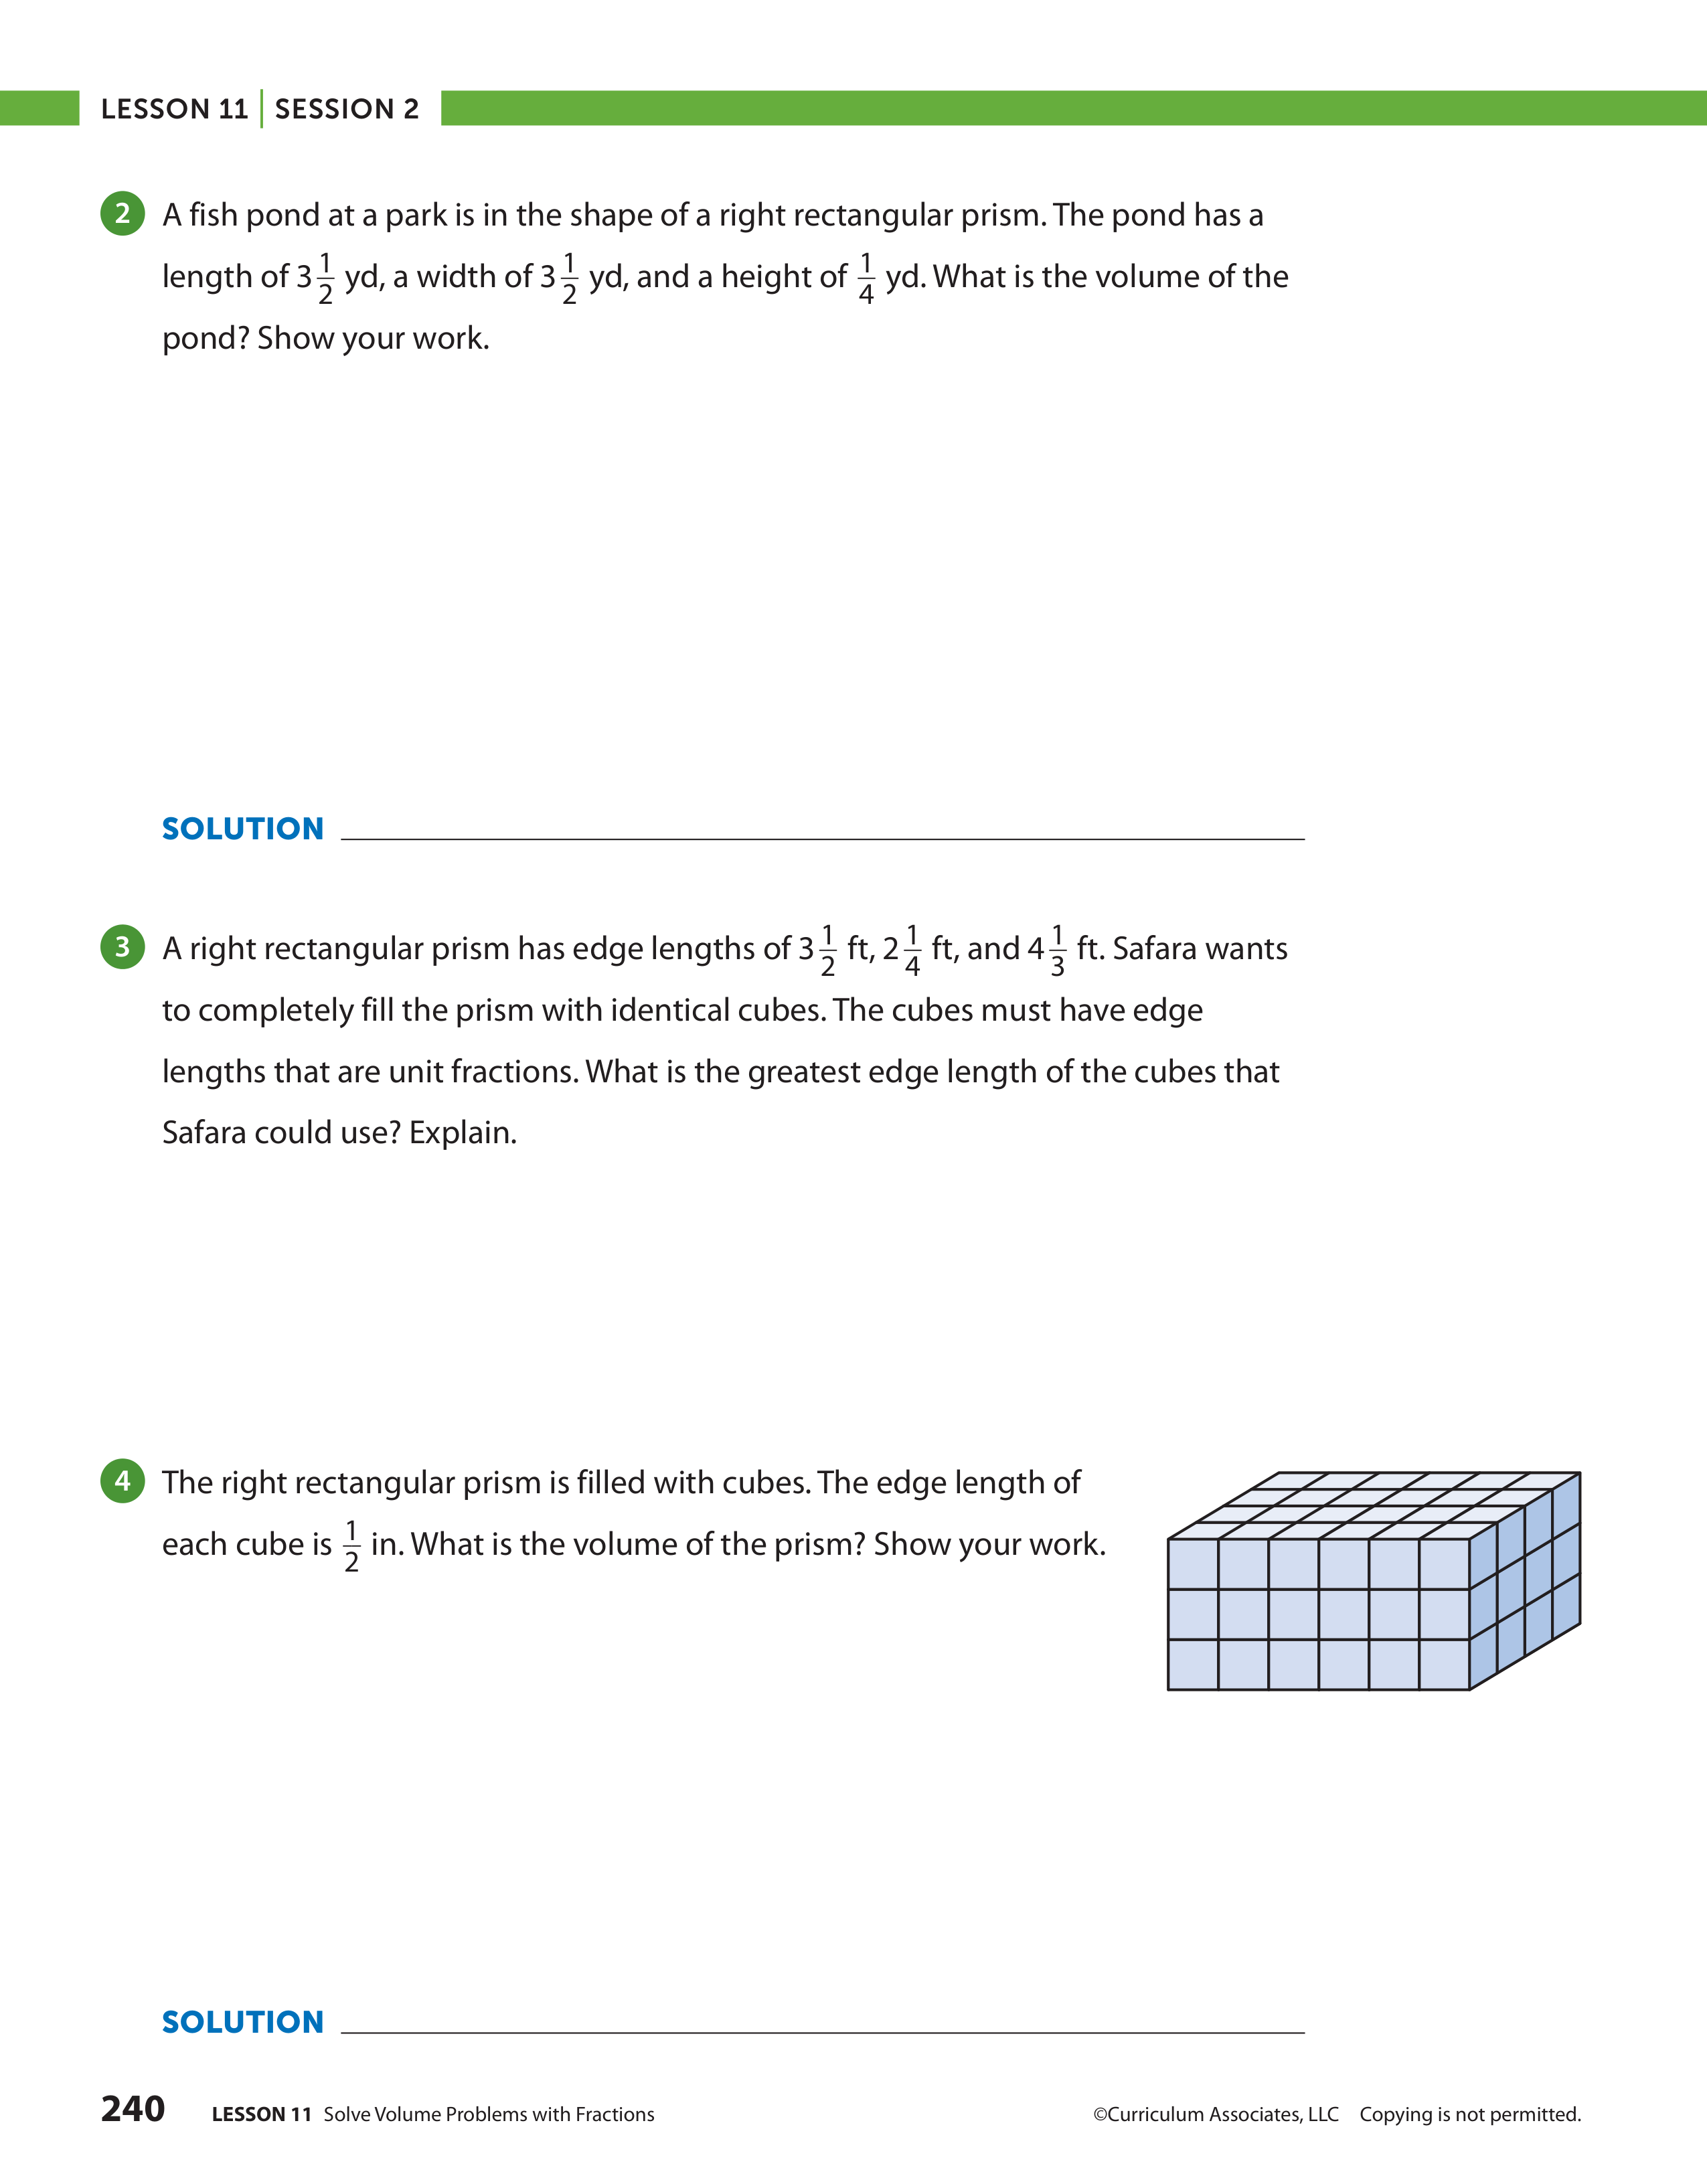 LESSON 11 | SESSION 2
2 A fish pond at a park is in the shape of a right rectangular prism. The pond has a
length of 3 1/2 yd, a width of 3 1/2 yd, and a height of 1/4 yd. What is the volume of the
pond? Show your work.
SOLUTION
3 A right rectangular prism has edge lengths of 3 1/2 ft, 2 1/4 ft, and 4 1/3 ft. Safara wants
to completely fill the prism with identical cubes. The cubes must have edge
lengths that are unit fractions. What is the greatest edge length of the cubes that
Safara could use? Explain.
4 The right rectangular prism is filled with cubes. The edge length of
each cube is 1/2 in. What is the volume of the prism? Show your work.
SOLUTION
240 LESSON 11 Solve Volume Problems with Fractions ©Curriculum Associates, LLC Copying is not permitted.